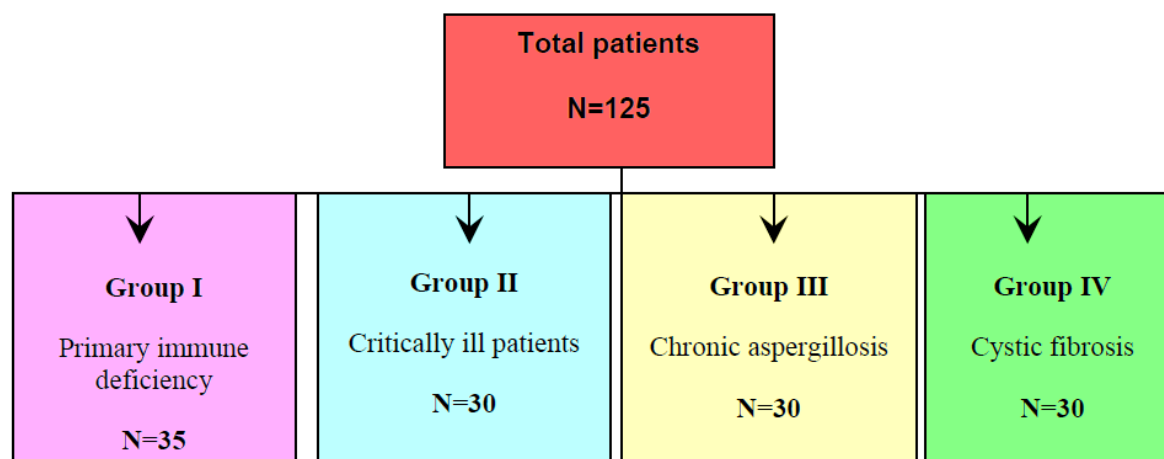 Total patients
N=125
Group I
Primary immune
deficiency
N=35
Group II
Critically ill patients
N=30
Group III
Chronic aspergillosis
N=30
Group IV
Cystic fibrosis
N=30